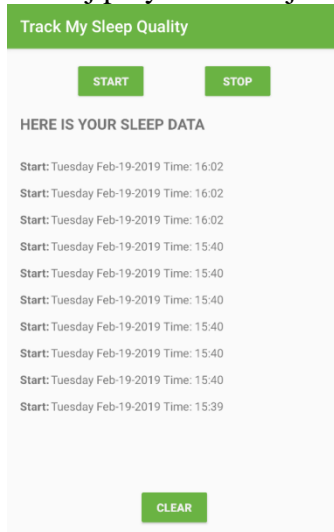 Track My Sleep Quality
START STOP
HERE IS YOUR SLEEP DATA
Start: Tuesday Feb-19-2019 Time: 16:02
Start: Tuesday Feb-19-2019 Time: 16:02
Start: Tuesday Feb-19-2019 Time: 16:02
Start: Tuesday Feb-19-2019 Time: 15:40
Start: Tuesday Feb-19-2019 Time: 15:40
Start: Tuesday Feb-19-2019 Time: 15:40
Start: Tuesday Feb-19-2019 Time: 15:40
Start: Tuesday Feb-19-2019 Time: 15:40
Start: Tuesday Feb-19-2019 Time: 15:40
Start: Tuesday Feb-19-2019 Time: 15:39
CLEAR